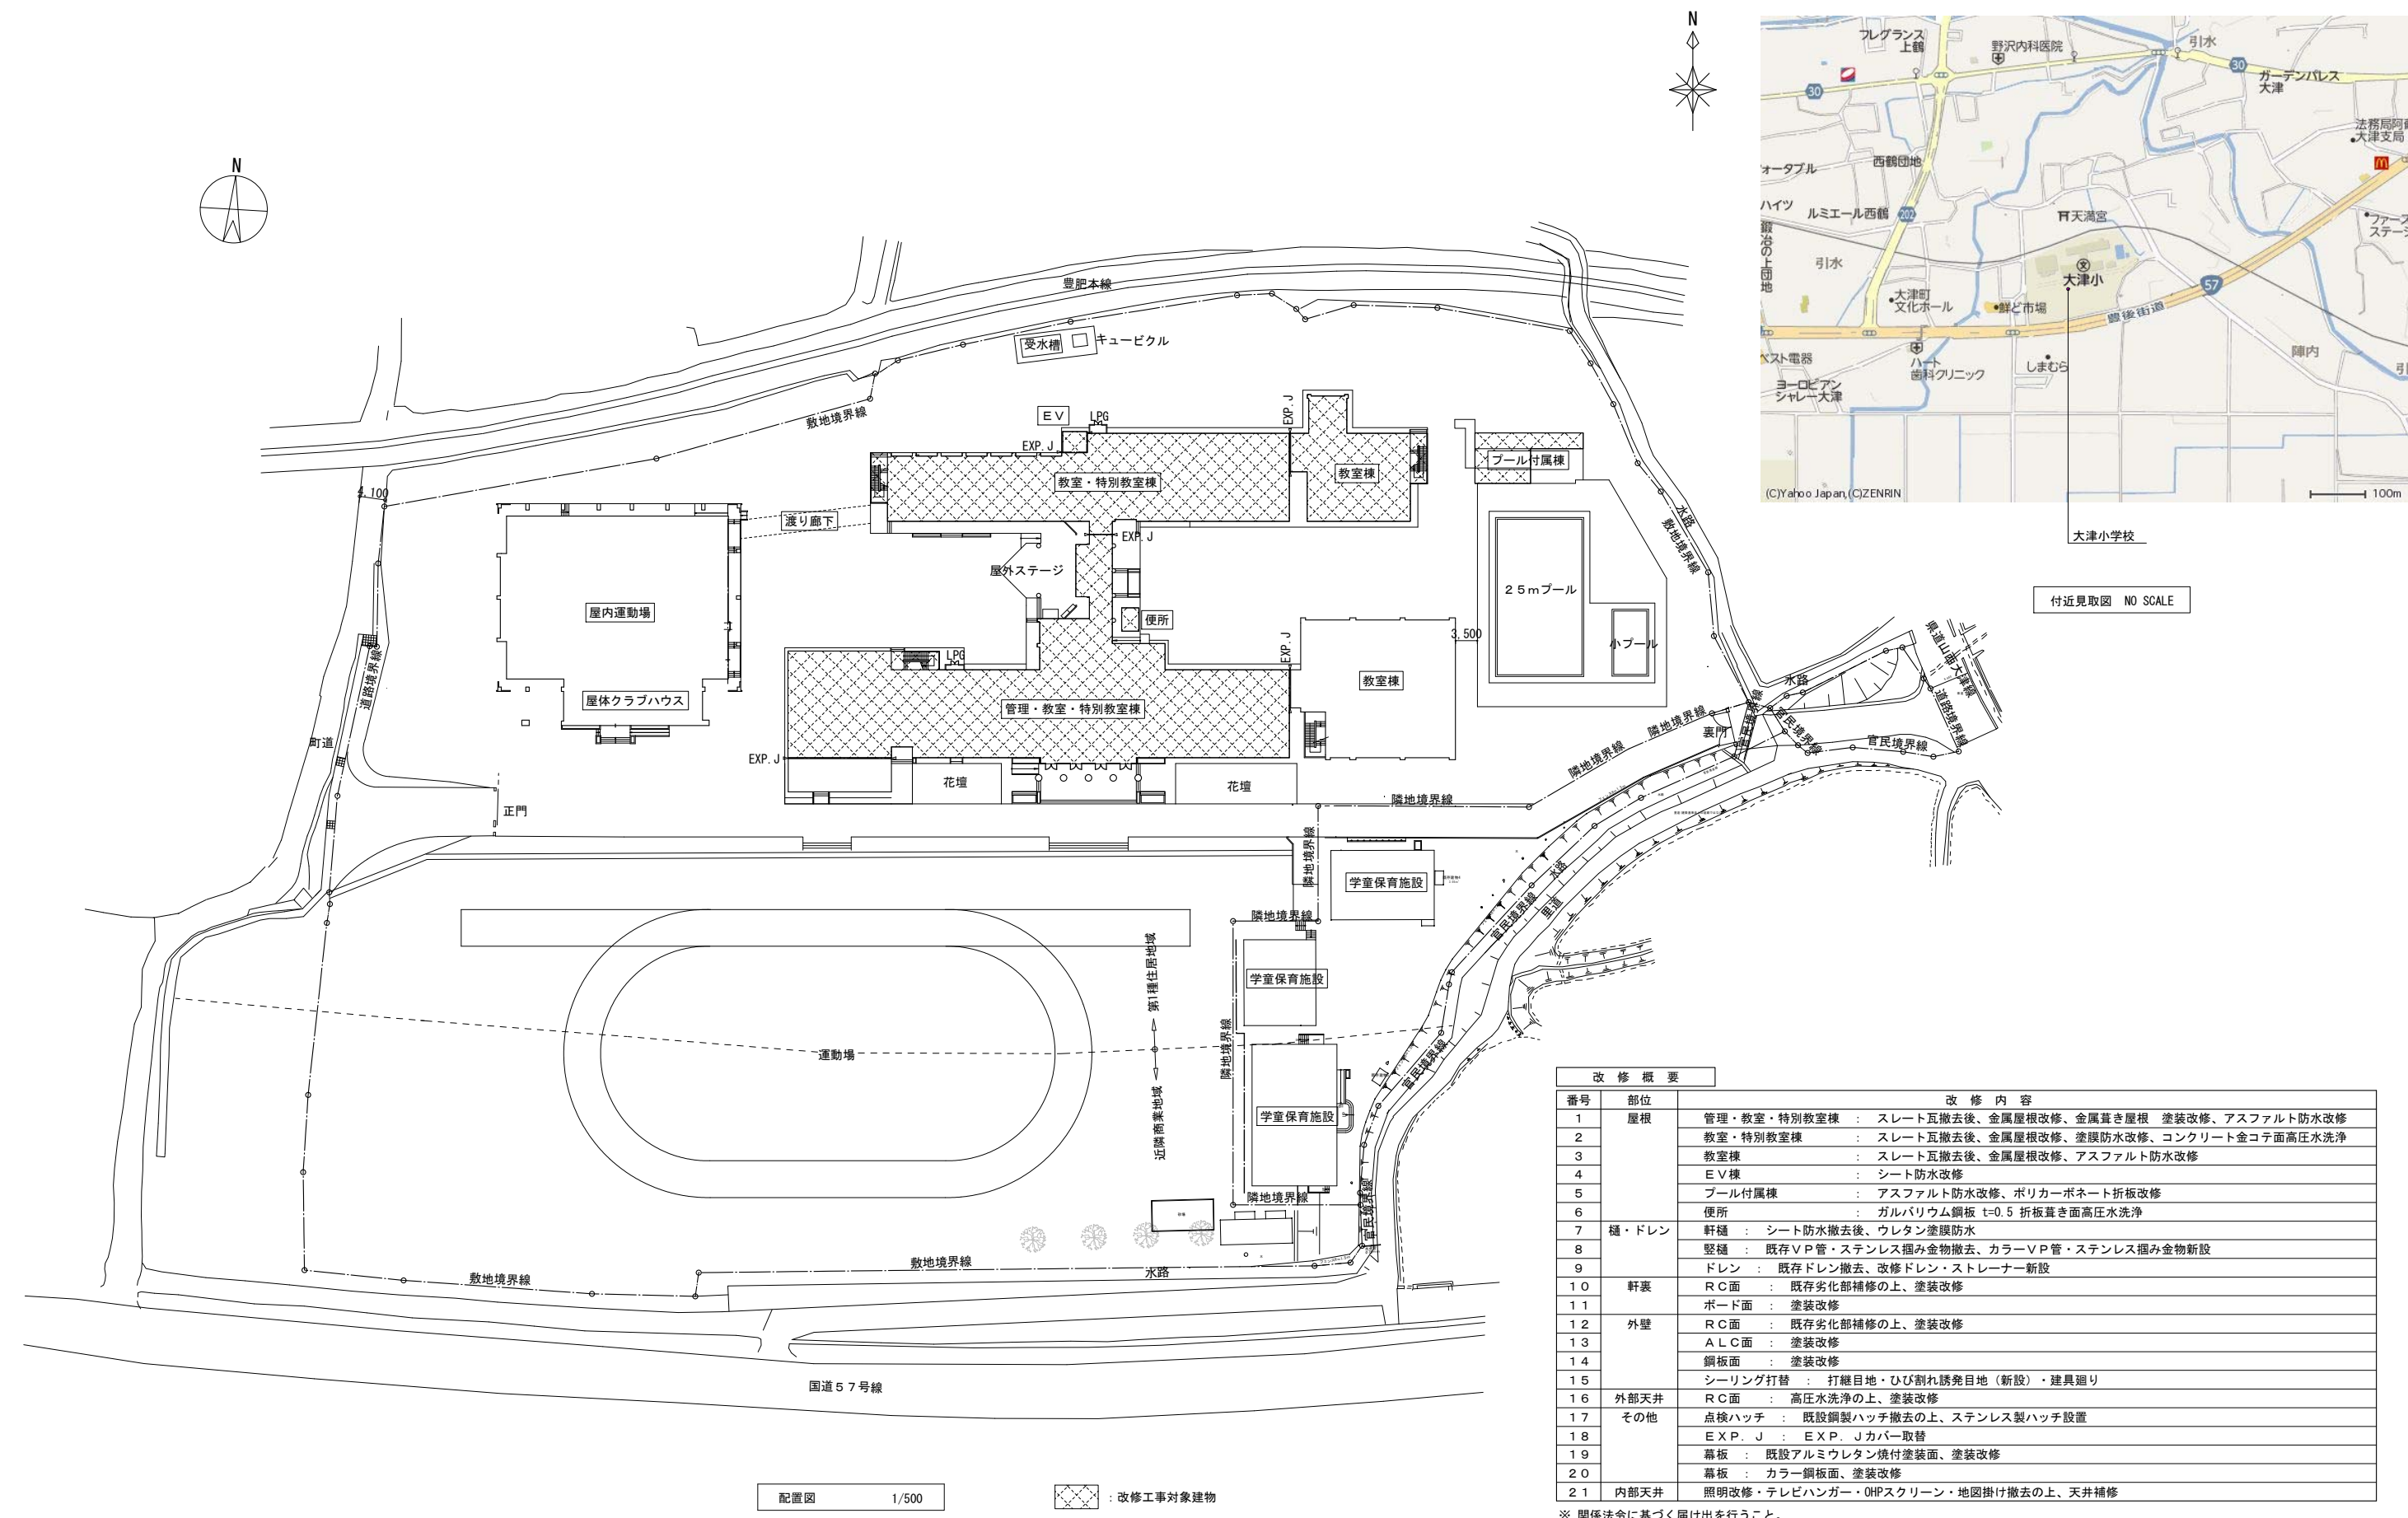 N
N
フレグランス
上鶴
野沢内科医院
引水
30
30
ガーデンパレス
大津
大津支局
西鶴団地
ォータブル
ハイツ
ルミエール西鶴
202
天満宮
鍛冶の上団地
引水
文
大津小
57
大津町
文化ホール
鮮ど市場
豊後街道
ベスト電器
ハート
歯科クリニック
しまむら
陣内
ヨーロピアン
シャレー大津
(C)Yahoo Japan,(C)ZENRIN
100m
大津小学校
付近見取図 NO SCALE
豊肥本線
受水槽
キュービクル
敷地境界線
EV
LPG
EXP.J
EXP.J
教室・特別教室棟
教室棟
プール付属棟
4,100
渡り廊下
EXP.J
屋外ステージ
水路
敷地境界線
25mプール
小プール
屋内運動場
便所
3,500
道路境界線
LPG
EXP.J
教室棟
屋体クラブハウス
管理・教室・特別教室棟
町道
EXP.J
花壇
花壇
正門
隣地境界線
隣地境界線
隣地境界線
裏門
官民境界線
水路
官民境界線
官民境界線
県道山西大津線
道路境界線
隣地境界線
学童保育施設
隣地境界線
学童保育施設
水路
官民境界線
里道
第1種住居地域
近隣商業地域
運動場
隣地境界線
官民境界線
学童保育施設
隣地境界線
官民境界線
敷地境界線
敷地境界線
水路
国道57号線
配置図 1/500
：改修工事対象建物
改修概要
番号 部位 改修内容
1 屋根 管理・教室・特別教室棟 ： スレート瓦撤去後、金属屋根改修、金属葺き屋根 塗装改修、アスファルト防水改修
2 教室・特別教室棟 ： スレート瓦撤去後、金属屋根改修、塗膜防水改修、コンクリート金コテ面高圧水洗浄
3 教室棟 ： スレート瓦撤去後、金属屋根改修、アスファルト防水改修
4 EV棟 ： シート防水改修
5 プール付属棟 ： アスファルト防水改修、ポリカーボネート折板改修
6 便所 ： ガルバリウム鋼板 t=0.5 折板葺き面高圧水洗浄
7 樋・ドレン 軒樋 ： シート防水撤去後、ウレタン塗膜防水
8 竪樋 ： 既存VP管・ステンレス掴み金物撤去、カラーVP管・ステンレス掴み金物新設
9 ドレン ： 既存ドレン撤去、改修ドレン・ストレーナー新設
10 軒裏 RC面 ： 既存劣化部補修の上、塗装改修
11 ボード面 ： 塗装改修
12 外壁 RC面 ： 既存劣化部補修の上、塗装改修
13 ALC面 ： 塗装改修
14 鋼板面 ： 塗装改修
15 シーリング打替 ： 打継目地・ひび割れ誘発目地（新設）・建具廻り
16 外部天井 RC面 ： 高圧水洗浄の上、塗装改修
17 その他 点検ハッチ ： 既設鋼製ハッチ撤去の上、ステンレス製ハッチ設置
18 EXP．J ： EXP．Jカバー取替
19 幕板 ： 既設アルミウレタン焼付塗装面、塗装改修
20 幕板 ： カラー鋼板面、塗装改修
21 内部天井 照明改修・テレビハンガー・OHPスクリーン・地図掛け撤去の上、天井補修
※ 関係法令に基づく届け出を行うこと。